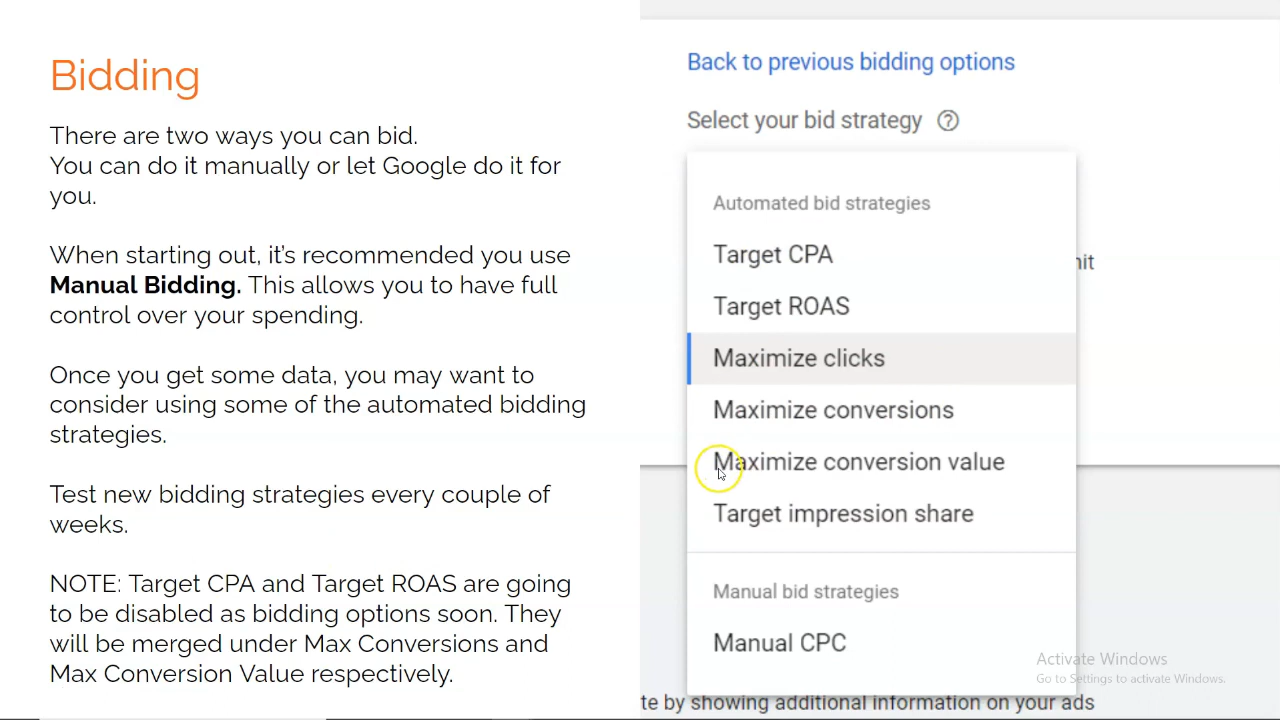 Bidding
There are two ways you can bid.
You can do it manually or let Google do it for
you.
When starting out, it’s recommended you use
Manual Bidding. This allows you to have full
control over your spending.
Once you get some data, you may want to
consider using some of the automated bidding
strategies.
Test new bidding strategies every couple of
weeks.
NOTE: Target CPA and Target ROAS are going
to be disabled as bidding options soon. They
will be merged under Max Conversions and
Max Conversion Value respectively.
Back to previous bidding options
Select your bid strategy ?
Automated bid strategies
Target CPA
Target ROAS
Maximize clicks
Maximize conversions
Maximize conversion value
Target impression share
Manual bid strategies
Manual CPC
Activate Windows
Go to Settings to activate Windows.
by showing additional information on your ads